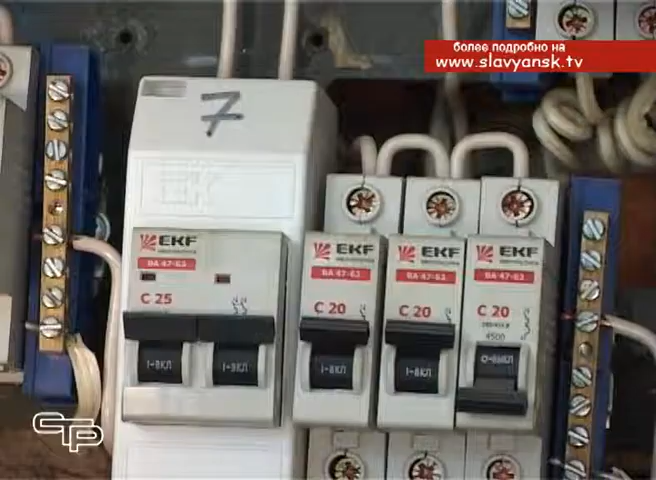 более подробно на
www.slavyansk.tv
7
EKF
ВА 47-63
C 25
I-ВКЛ
I-ВКЛ
EKF
ВА 47-63
C 20
I-ВКЛ
EKF
ВА 47-63
C 20
I-ВКЛ
EKF
ВА 47-63
C 20
4500
O-ВЫКЛ
СТР